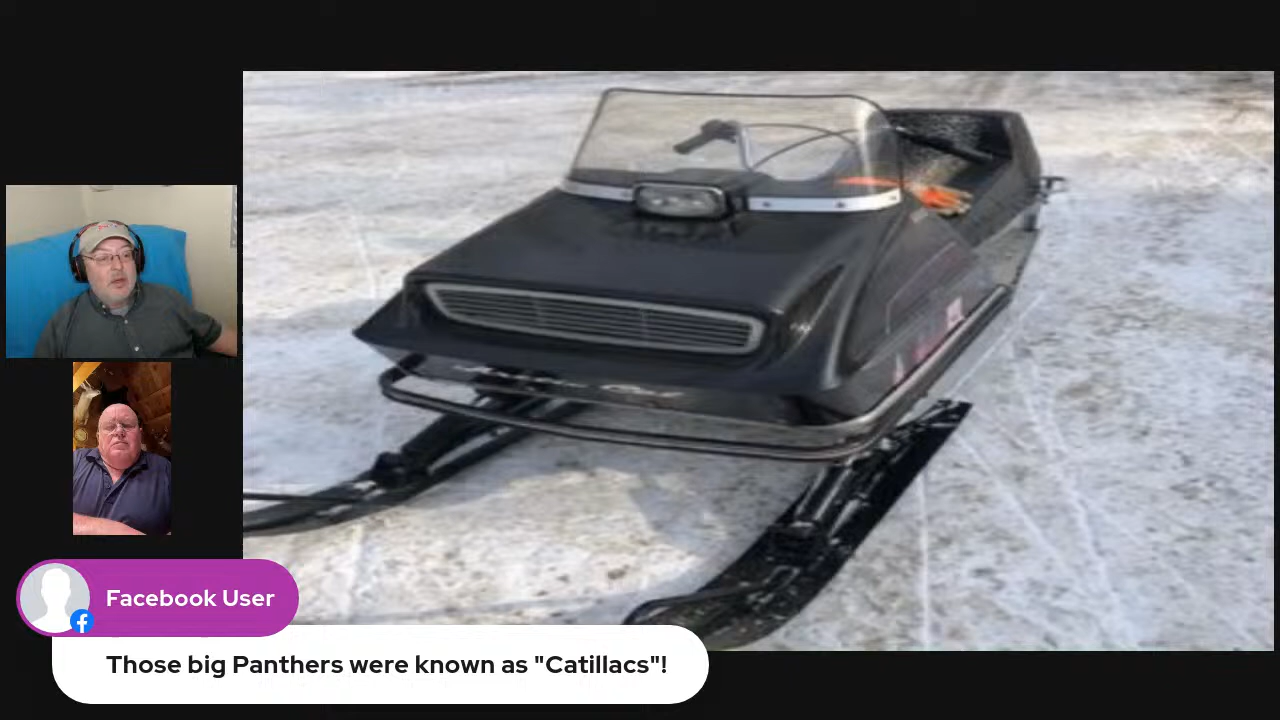 Facebook User
Those big Panthers were known as "Catillacs"!